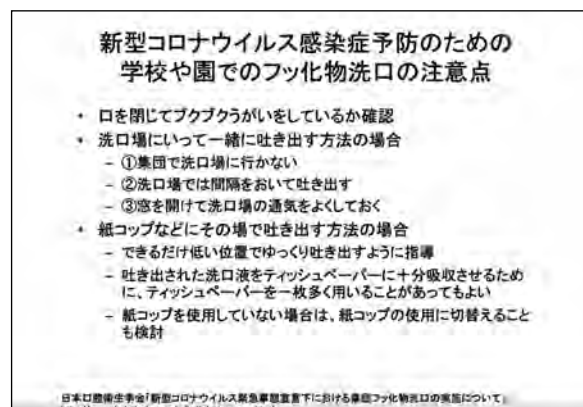 新型コロナウイルス感染症予防のための
学校や園でのフッ化物洗口の注意点
• 口を閉じてブクブクうがいをしているか確認
• 洗口場にいって一緒に吐き出す方法の場合
– ①集団で洗口場に行かない
– ②洗口場では間隔をおいて吐き出す
– ③窓を開けて洗口場の通気をよくしておく
• 紙コップなどにその場で吐き出す方法の場合
– できるだけ低い位置でゆっくり吐き出すように指導
– 吐き出された洗口液をティッシュペーパーに十分吸収させるため
に、ティッシュペーパーを一枚多く用いることがあってもよい
– 紙コップを使用していない場合は、紙コップの使用に切替えること
も検討
日本口腔衛生学会「新型コロナウイルス緊急事態宣言下における集団フッ化物洗口の実施について」